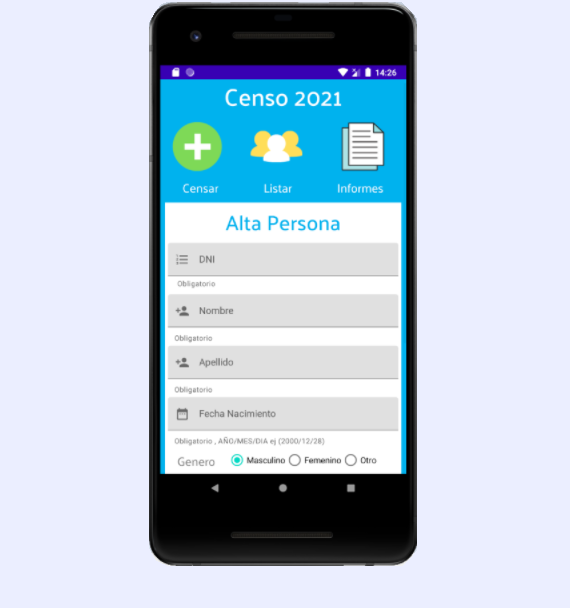 14:26
Censo 2021
Censar Listar Informes
Alta Persona
DNI
Obligatorio
Nombre
Obligatorio
Apellido
Obligatorio
Fecha Nacimiento
Obligatorio , AÑO/MES/DIA ej (2000/12/28)
Genero Masculino Femenino Otro